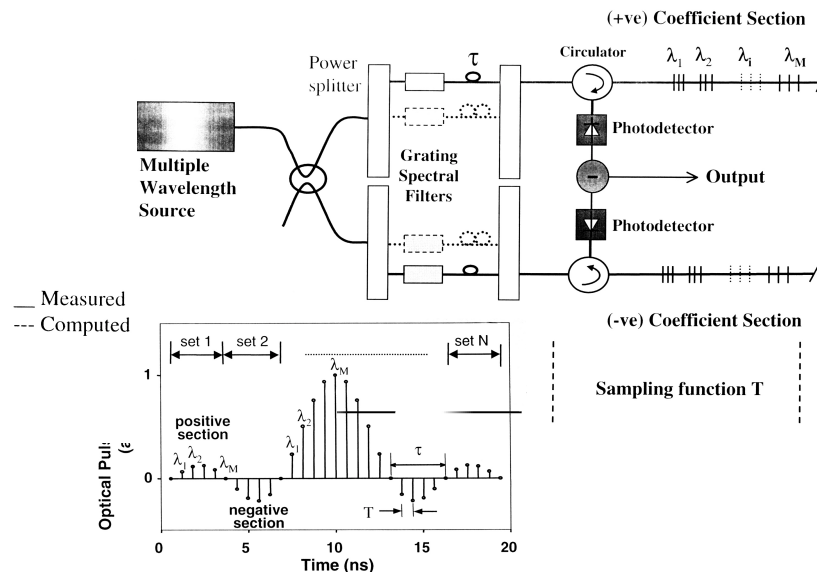 (+ve) Coefficient Section
Circulator
λ1 λ2 λi λM
Power
splitter
τ
Photodetector
Grating
Spectral
Filters
Multiple
Wavelength
Source
Output
Photodetector
Measured
Computed
(-ve) Coefficient Section
Sampling function T
set 1
set 2
set N
λM
λ2
λ1
positive
section
λ1 λ2 λM
negative
section
τ
T
1
0
Optical Puls
0 5 10 15 20
Time (ns)